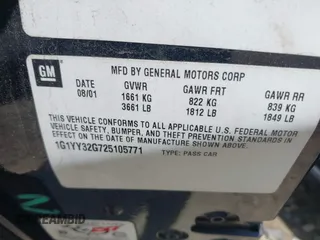 GM
MFD BY GENERAL MOTORS CORP
DATE GVWR GAWR FRT GAWR RR
08/01 1661 KG 822 KG 839 KG
3661 LB 1812 LB 1849 LB
THIS VEHICLE CONFORMS TO ALL APPLICABLE U.S. FEDERAL MOTOR
VEHICLE SAFETY, BUMPER, AND THEFT PREVENTION STANDARDS IN
EFFECT ON THE DATE OF MANUFACTURE SHOWN ABOVE.
1G1YY32G725105771 TYPE: PASS CAR